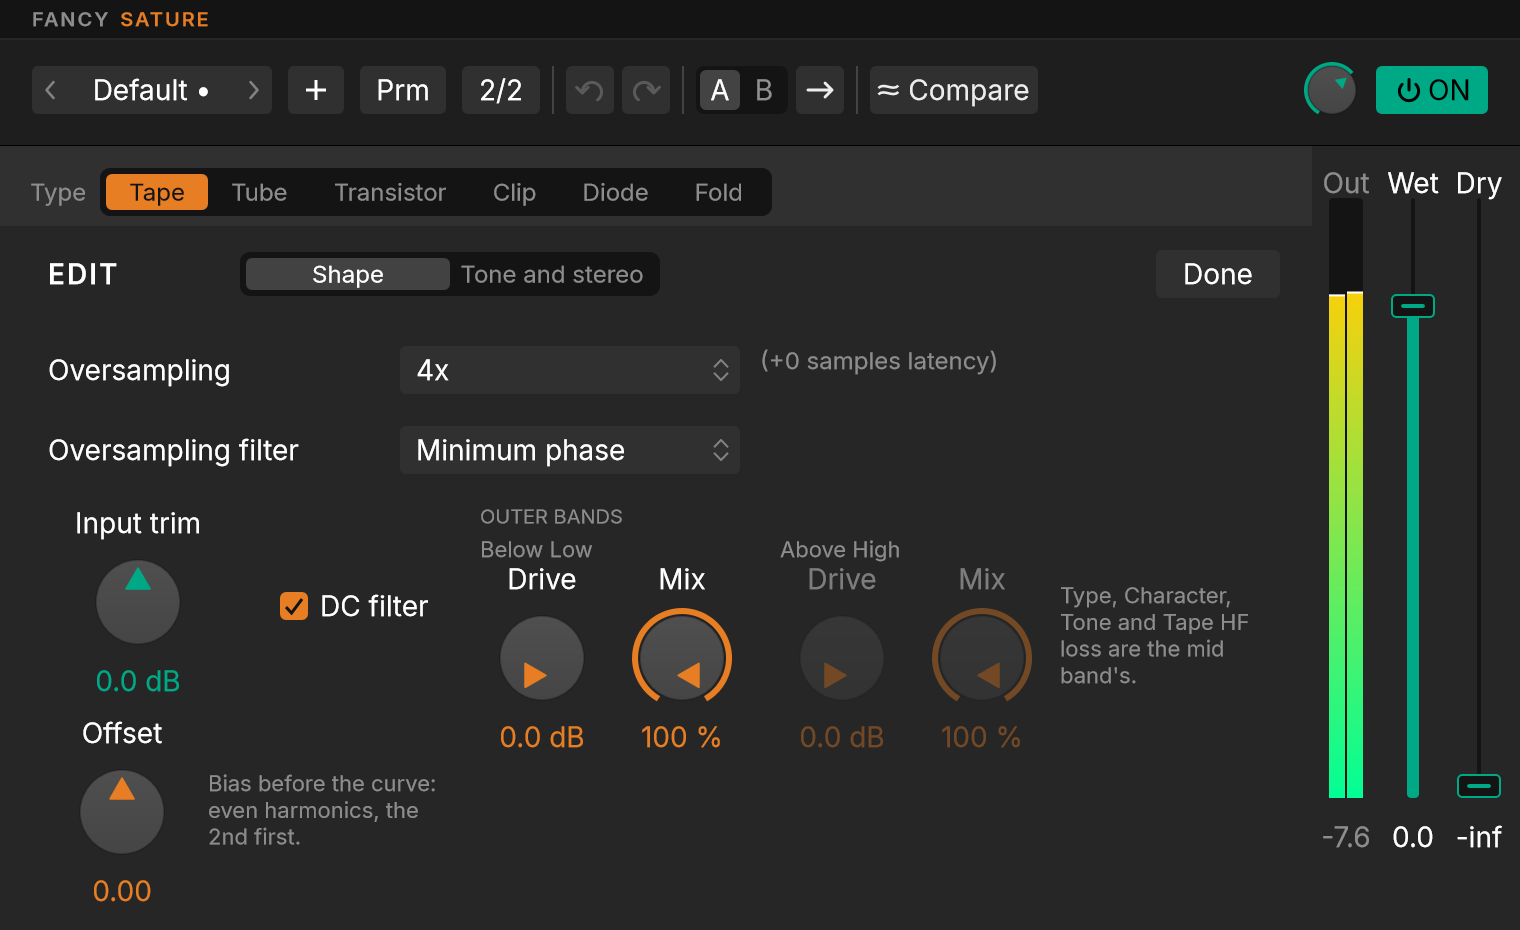 FANCY SATURE
Default •
+
Prm
2/2
A B
→
≈ Compare
ON
Type Tape Tube Transistor Clip Diode Fold
Out Wet Dry
EDIT Shape Tone and stereo Done
Oversampling 4x (+0 samples latency)
Oversampling filter Minimum phase
Input trim
0.0 dB
DC filter
OUTER BANDS
Below Low
Drive Mix
0.0 dB 100 %
Above High
Drive Mix
0.0 dB 100 %
Type, Character,
Tone and Tape HF
loss are the mid
band's.
Offset
0.00
Bias before the curve:
even harmonics, the
2nd first.
-7.6 0.0 -inf